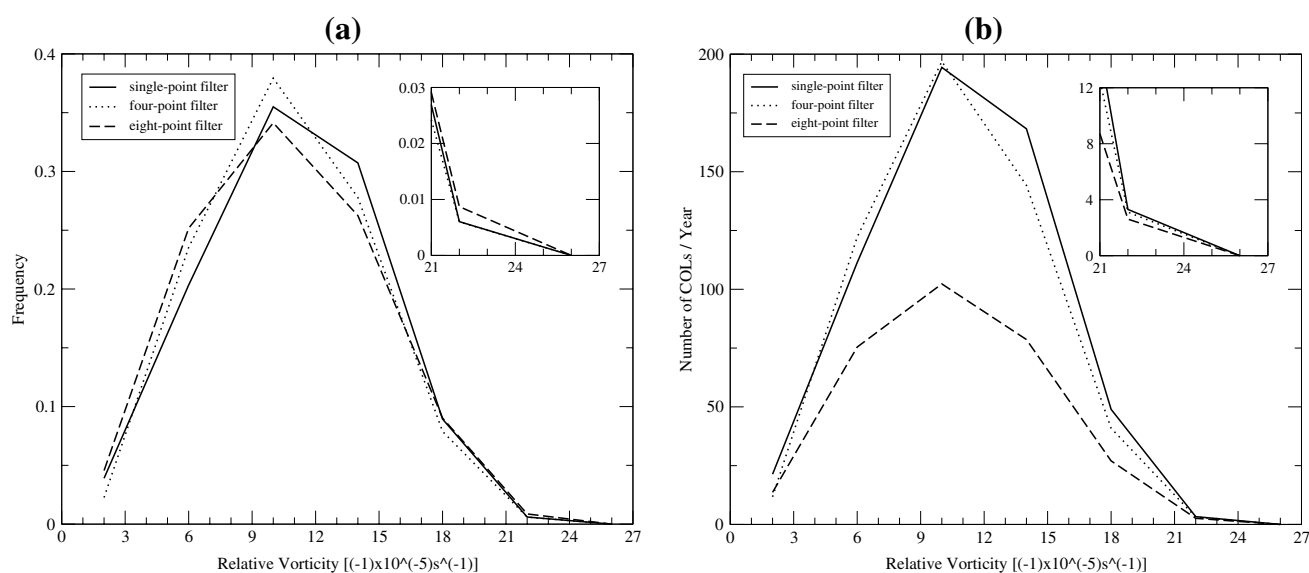 (a)
0.4
0.3
0.2
0.1
0
Frequency
single-point filter
four-point filter
eight-point filter
0.03
0.02
0.01
0
21 24 27
0 3 6 9 12 15 18 21 24 27
Relative Vorticity [(-1)x10^(-5)s^(-1)]
(b)
200
150
100
50
0
Number of COLs / Year
single-point filter
four-point filter
eight-point filter
12
8
4
0
21 24 27
0 3 6 9 12 15 18 21 24 27
Relative Vorticity [(-1)x10^(-5)s^(-1)]